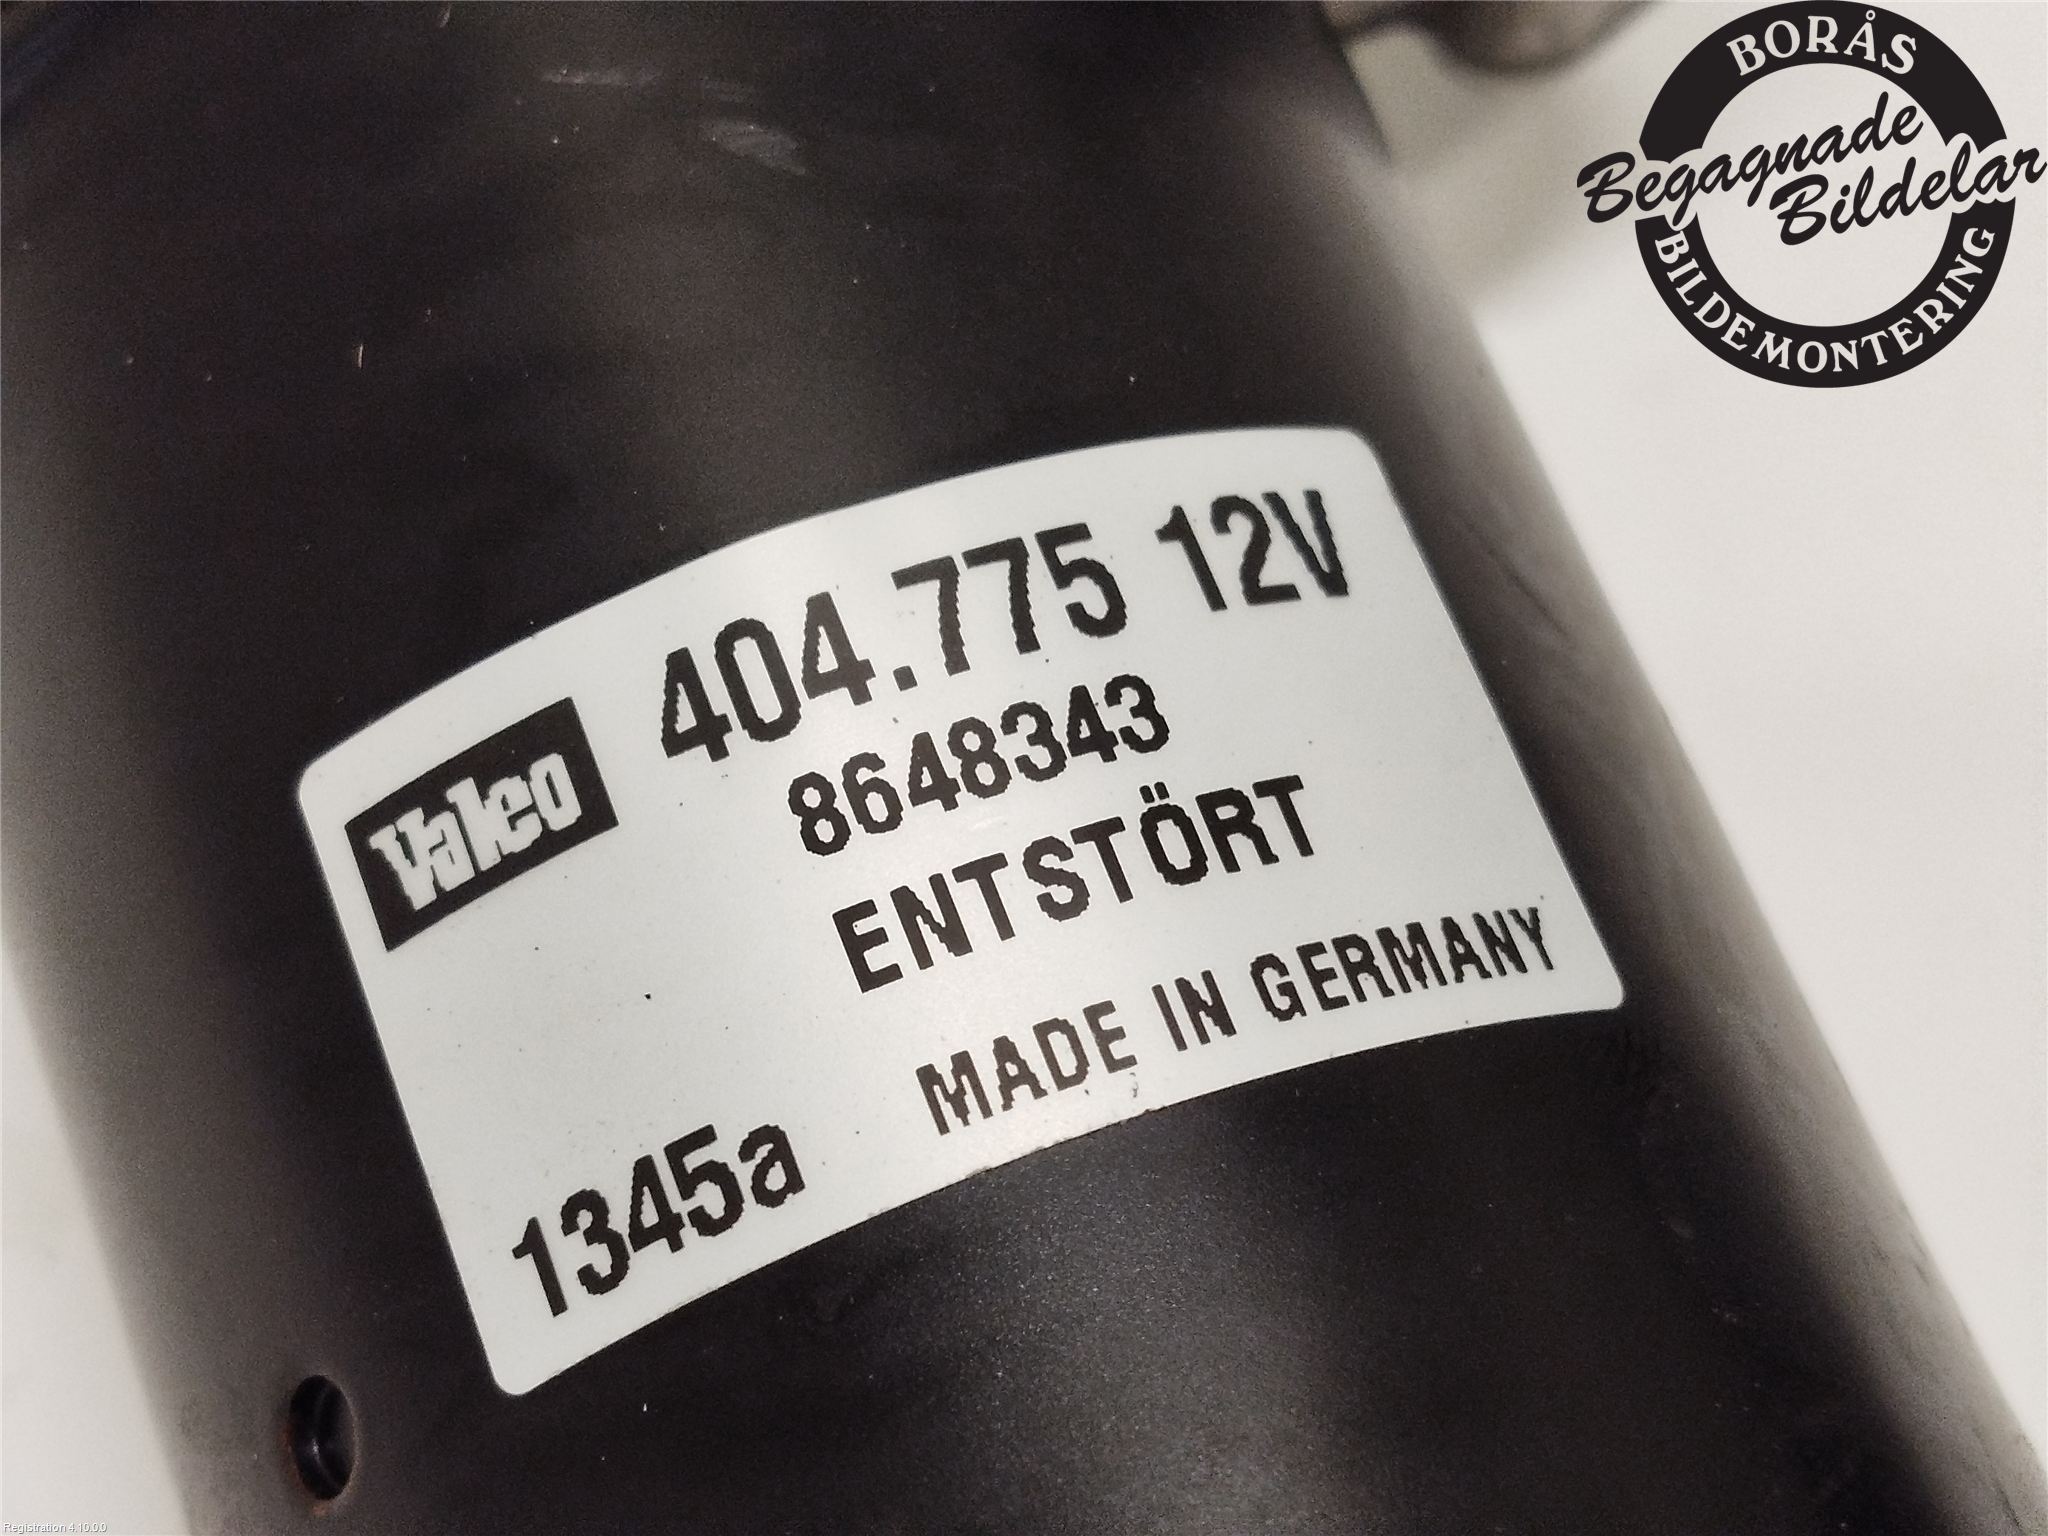 BORÅS
Begagnade
Bildelar
BILDEMONTERING
Valeo
404.775 12V
8648343
ENTSTÖRT
MADE IN GERMANY
1345a
Registration 4.10.0.0